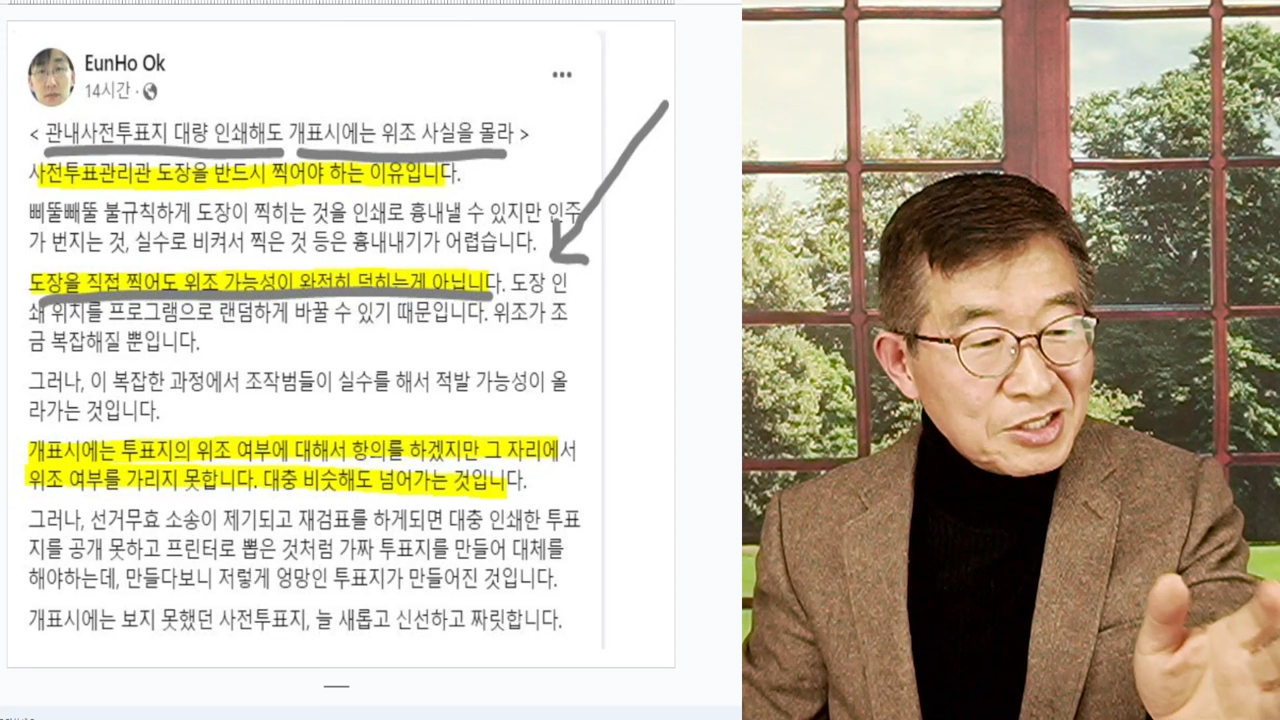 EunHo Ok
14시간 ·
< 관내사전투표지 대량 인쇄해도 개표시에는 위조 사실을 몰라 >
사전투표관리관 도장을 반드시 찍어야 하는 이유입니다.
삐뚤빼뚤 불규칙하게 도장이 찍히는 것을 인쇄로 흉내낼 수 있지만 인주
가 번지는 것, 실수로 비켜서 찍은 것 등은 흉내내기가 어렵습니다.
도장을 직접 찍어도 위조 가능성이 완전히 덮히는게 아닙니다. 도장 인
쇄 위치를 프로그램으로 랜덤하게 바꿀 수 있기 때문입니다. 위조가 조
금 복잡해질 뿐입니다.
그러나, 이 복잡한 과정에서 조작범들이 실수를 해서 적발 가능성이 올
라가는 것입니다.
개표시에는 투표지의 위조 여부에 대해서 항의를 하겠지만 그 자리에서
위조 여부를 가리지 못합니다. 대충 비슷해도 넘어가는 것입니다.
그러나, 선거무효 소송이 제기되고 재검표를 하게되면 대충 인쇄한 투표
지를 공개 못하고 프린터로 뽑은 것처럼 가짜 투표지를 만들어 대체를
해야하는데, 만들다보니 저렇게 엉망인 투표지가 만들어진 것입니다.
개표시에는 보지 못했던 사전투표지, 늘 새롭고 신선하고 짜릿합니다.